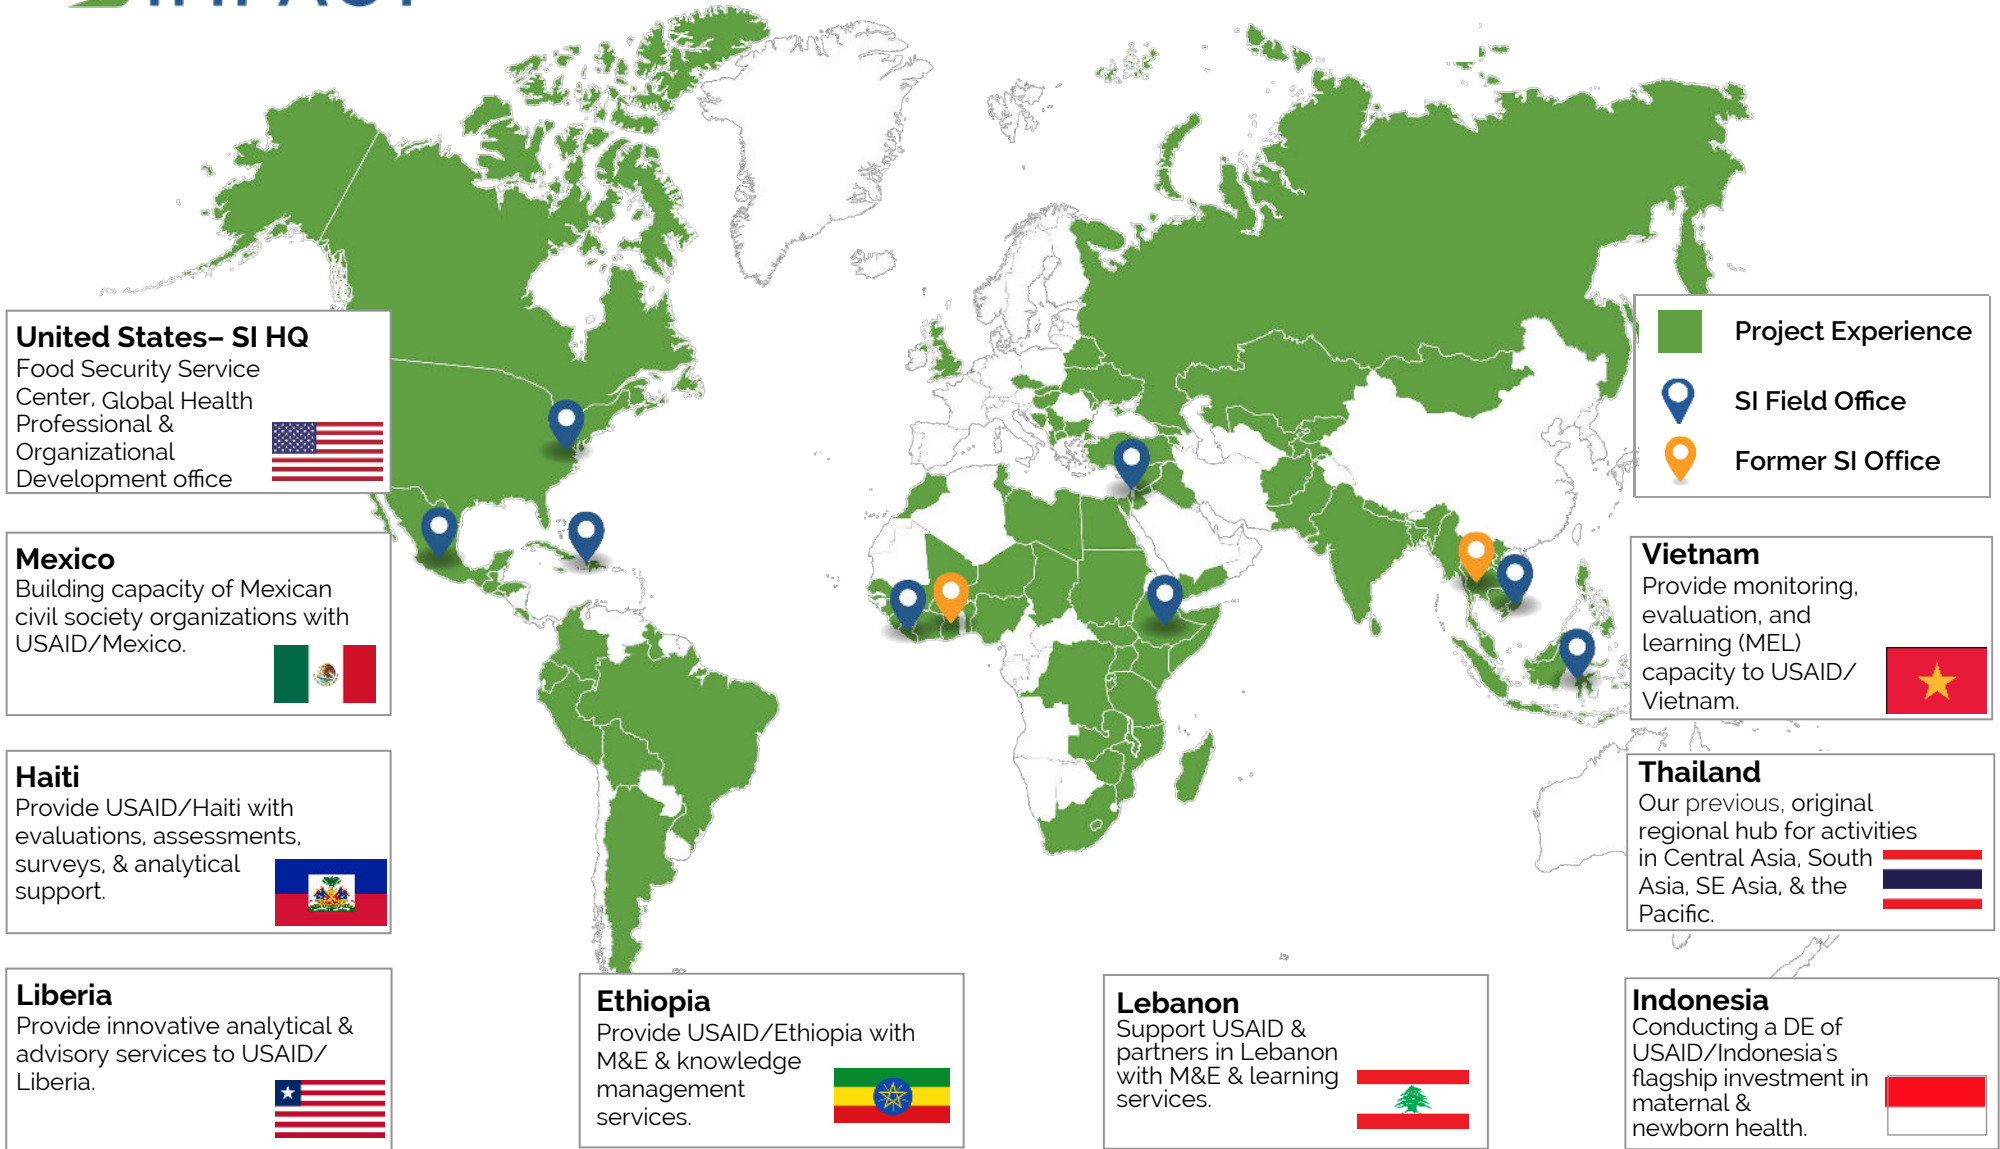 IMPACT
United States– SI HQ
Food Security Service
Center, Global Health
Professional &
Organizational
Development office
Mexico
Building capacity of Mexican
civil society organizations with
USAID/Mexico.
Haiti
Provide USAID/Haiti with
evaluations, assessments,
surveys, & analytical
support.
Liberia
Provide innovative analytical &
advisory services to USAID/
Liberia.
Ethiopia
Provide USAID/Ethiopia with
M&E & knowledge
management
services.
Lebanon
Support USAID &
partners in Lebanon
with M&E & learning
services.
Project Experience
SI Field Office
Former SI Office
Vietnam
Provide monitoring,
evaluation, and
learning (MEL)
capacity to USAID/
Vietnam.
Thailand
Our previous, original
regional hub for activities
in Central Asia, South
Asia, SE Asia, & the
Pacific.
Indonesia
Conducting a DE of
USAID/Indonesia's
flagship investment in
maternal &
newborn health.